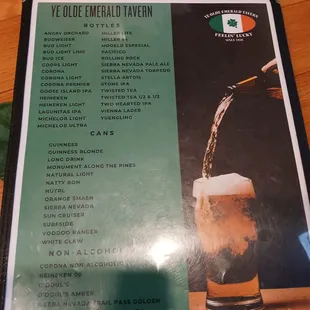 YE OLDE EMERALD TAVERN
BOTTLES
ANGRY ORCHARD
BUDWEISER
BUD LIGHT
BUD LIGHT LIME
BUD ICE
COORS LIGHT
CORONA
CORONA LIGHT
CORONA PREMIER
GOOSE ISLAND IPA
HEINEKEN
HEINEKEN LIGHT
LAGUNITAS IPA
MICHELOB LIGHT
MICHELOB ULTRA
MILLER LITE
MILLER 64
MODELO ESPECIAL
PACIFICO
ROLLING ROCK
SIERRA NEVADA PALE ALE
SIERRA NEVADA TORPEDO
STELLA ARTOIS
STONE IPA
TWISTED TEA
TWISTED TEA 1/2 & 1/2
TWO HEARTED IPA
VIENNA LAGER
YUENGLING
CANS
GUINNESS
GUINNESS BLONDE
LONG DRINK
MONUMENT ALONG THE PINES
NATURAL LIGHT
NATTY BOH
NUTRL
ORANGE SMASH
SIERRA NEVADA
SUN CRUISER
SURFSIDE
VOODOO RANGER
WHITE CLAW
NON-ALCOHOLIC
CORONA NON ALCOHOLIC
HEINEKEN 00
O'DOUL'S
O'DOUL'S AMBER
SIERRA NEVADA TRAIL PASS GOLDEN
YE OLDE EMERALD TAVERN
FEELIN' LUCKY